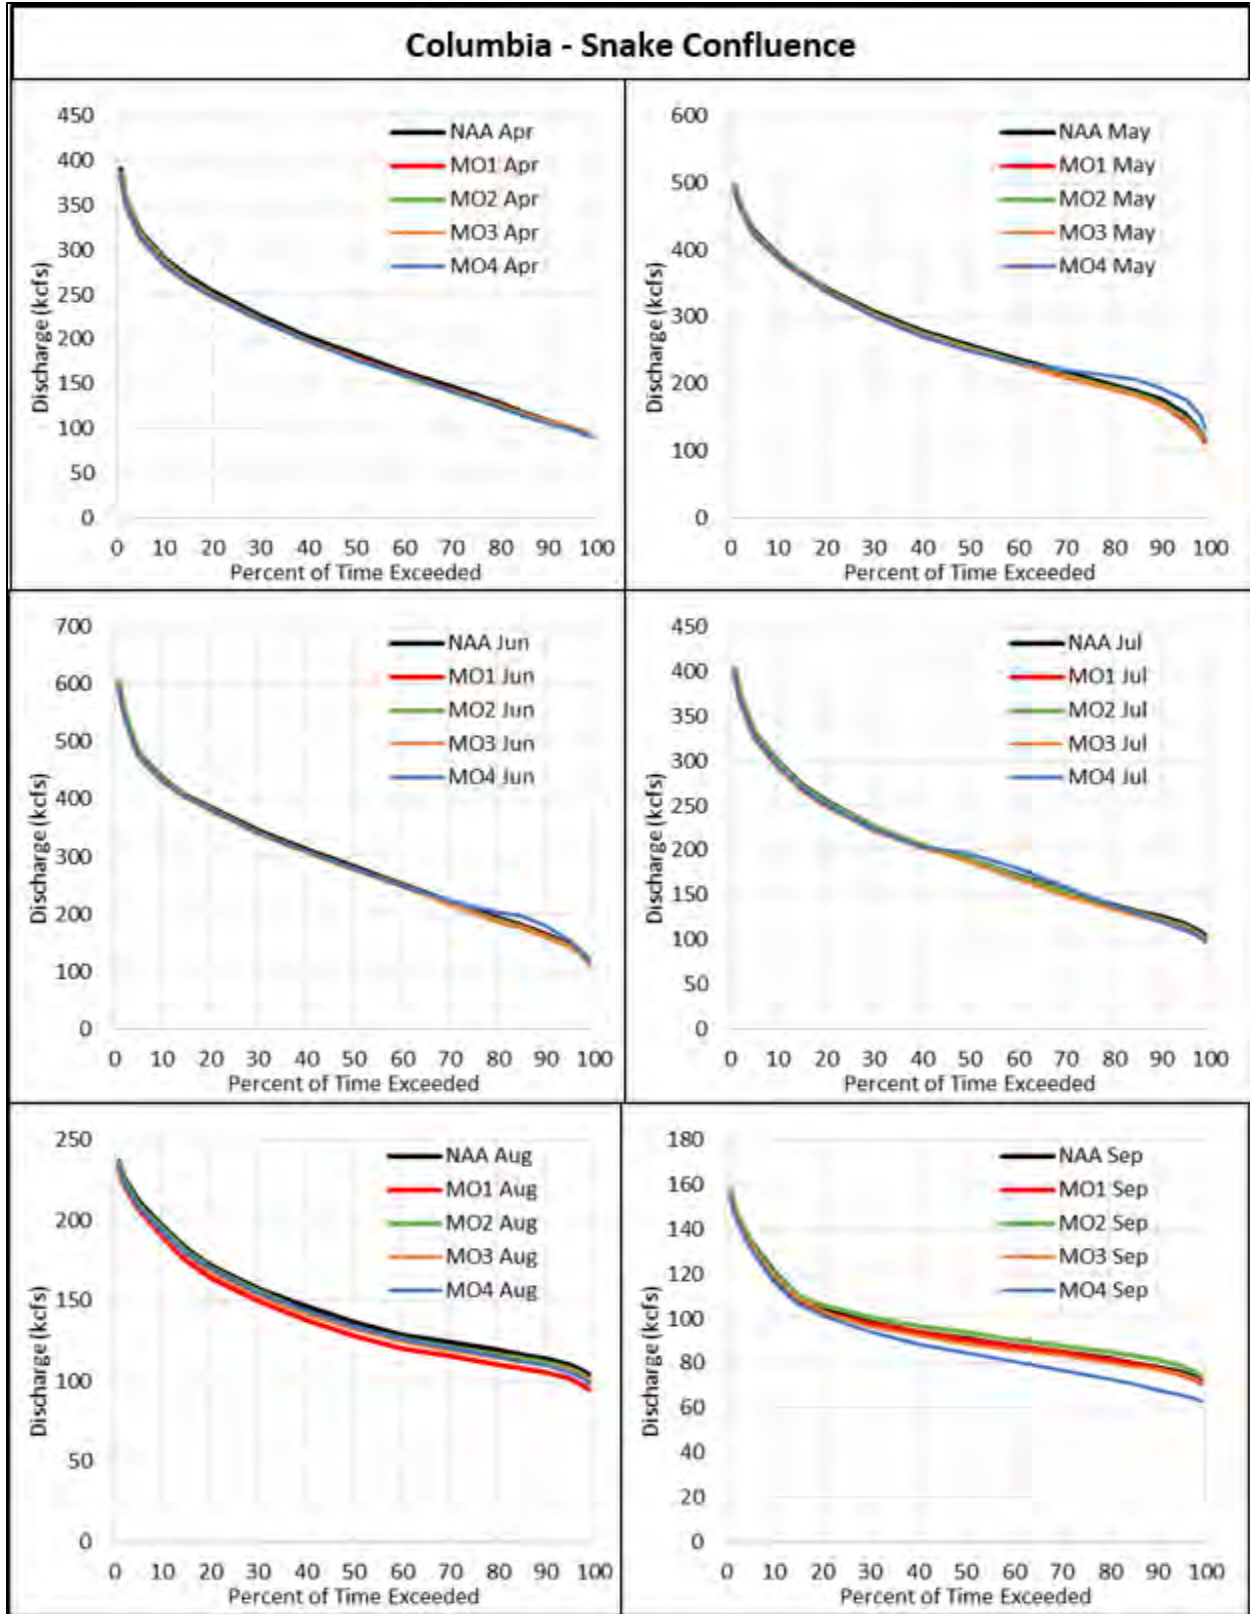 Columbia - Snake Confluence
450
400
350
300
250
200
150
100
50
0
Discharge (kcfs)
NAA Apr
MO1 Apr
MO2 Apr
MO3 Apr
MO4 Apr
0 10 20 30 40 50 60 70 80 90 100
Percent of Time Exceeded
600
500
400
300
200
100
0
Discharge (kcfs)
NAA May
MO1 May
MO2 May
MO3 May
MO4 May
0 10 20 30 40 50 60 70 80 90 100
Percent of Time Exceeded
700
600
500
400
300
200
100
0
Discharge (kcfs)
NAA Jun
MO1 Jun
MO2 Jun
MO3 Jun
MO4 Jun
0 10 20 30 40 50 60 70 80 90 100
Percent of Time Exceeded
450
400
350
300
250
200
150
100
50
0
Discharge (kcfs)
NAA Jul
MO1 Jul
MO2 Jul
MO3 Jul
MO4 Jul
0 10 20 30 40 50 60 70 80 90 100
Percent of Time Exceeded
250
200
150
100
50
0
Discharge (kcfs)
NAA Aug
MO1 Aug
MO2 Aug
MO3 Aug
MO4 Aug
0 10 20 30 40 50 60 70 80 90 100
Percent of Time Exceeded
180
160
140
120
100
80
60
40
20
0
Discharge (kcfs)
NAA Sep
MO1 Sep
MO2 Sep
MO3 Sep
MO4 Sep
0 10 20 30 40 50 60 70 80 90 100
Percent of Time Exceeded